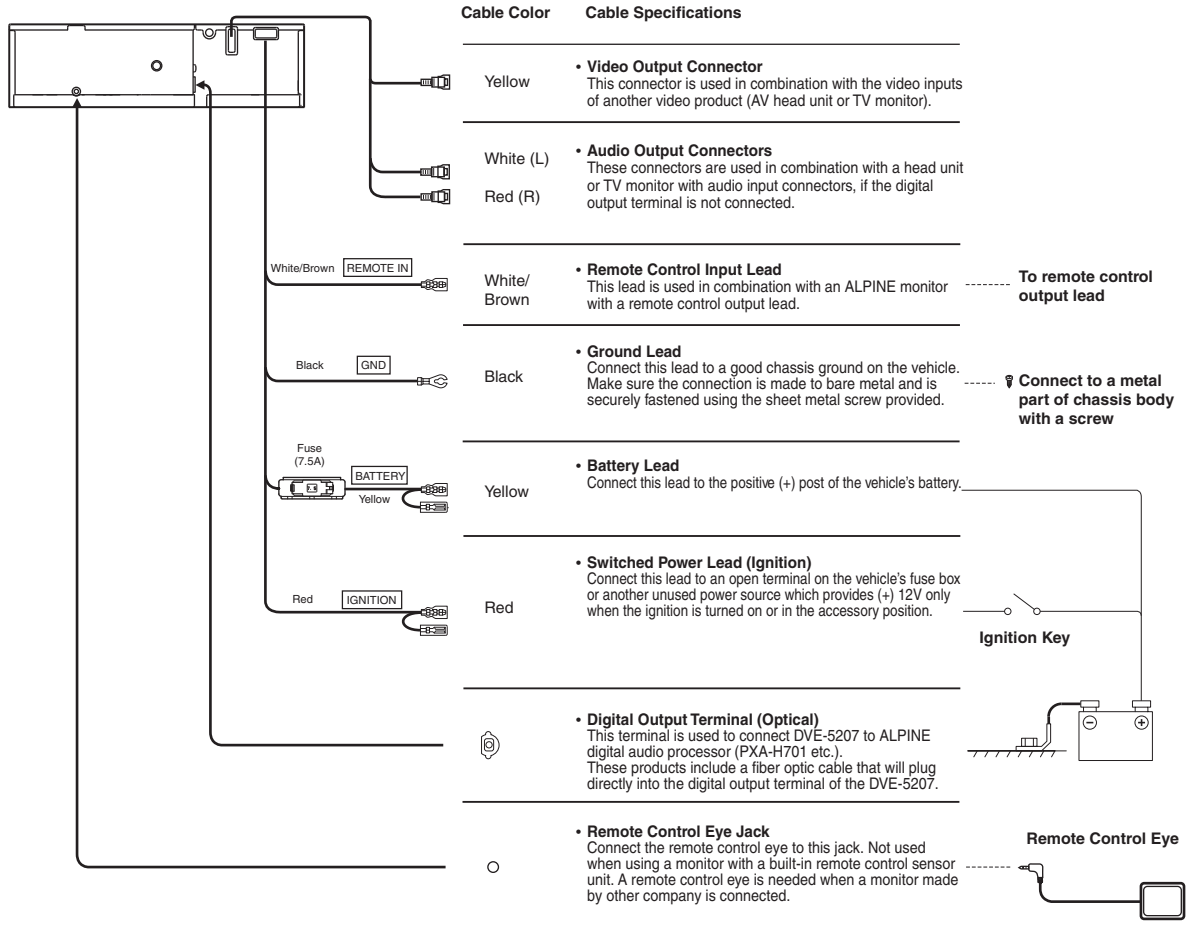 Cable Color
Cable Specifications
Yellow
• Video Output Connector
This connector is used in combination with the video inputs
of another video product (AV head unit or TV monitor).
White (L)
Red (R)
• Audio Output Connectors
These connectors are used in combination with a head unit
or TV monitor with audio input connectors, if the digital
output terminal is not connected.
White/Brown
REMOTE IN
White/
Brown
• Remote Control Input Lead
This lead is used in combination with an ALPINE monitor
with a remote control output lead.
To remote control
output lead
Black
GND
Black
• Ground Lead
Connect this lead to a good chassis ground on the vehicle.
Make sure the connection is made to bare metal and is
securely fastened using the sheet metal screw provided.
Connect to a metal
part of chassis body
with a screw
Fuse
(7.5A)
BATTERY
Yellow
Yellow
• Battery Lead
Connect this lead to the positive (+) post of the vehicle's battery.
Red
IGNITION
Red
• Switched Power Lead (Ignition)
Connect this lead to an open terminal on the vehicle's fuse box
or another unused power source which provides (+) 12V only
when the ignition is turned on or in the accessory position.
Ignition Key
• Digital Output Terminal (Optical)
This terminal is used to connect DVE-5207 to ALPINE
digital audio processor (PXA-H701 etc.).
These products include a fiber optic cable that will plug
directly into the digital output terminal of the DVE-5207.
• Remote Control Eye Jack
Connect the remote control eye to this jack. Not used
when using a monitor with a built-in remote control sensor
unit. A remote control eye is needed when a monitor made
by other company is connected.
Remote Control Eye